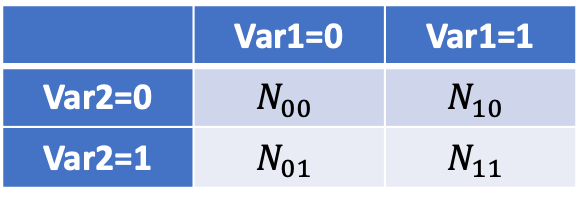 Var1=0 Var1=1
Var2=0 N₀₀ N₁₀
Var2=1 N₀₁ N₁₁